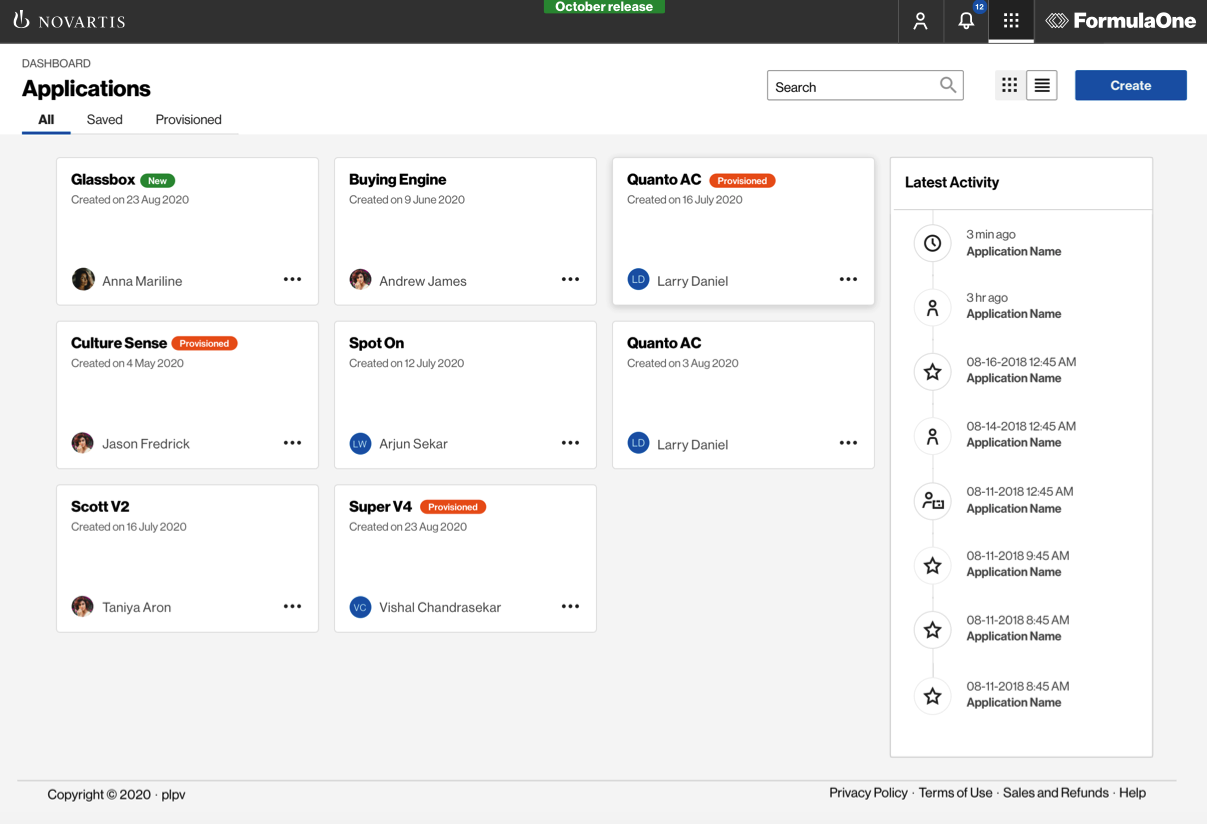 October release
NOVARTIS
12
FormulaOne
DASHBOARD
Applications
Search
Create
All
Saved
Provisioned
Glassbox New
Created on 23 Aug 2020
Anna Mariline
Buying Engine
Created on 9 June 2020
Andrew James
Quanto AC Provisioned
Created on 16 July 2020
LD Larry Daniel
Culture Sense Provisioned
Created on 4 May 2020
Jason Fredrick
Spot On
Created on 12 July 2020
LW Arjun Sekar
Quanto AC
Created on 3 Aug 2020
LD Larry Daniel
Scott V2
Created on 16 July 2020
Taniya Aron
Super V4 Provisioned
Created on 23 Aug 2020
VC Vishal Chandrasekar
Latest Activity
3 min ago
Application Name
3 hr ago
Application Name
08-16-2018 12:45 AM
Application Name
08-14-2018 12:45 AM
Application Name
08-11-2018 12:45 AM
Application Name
08-11-2018 9:45 AM
Application Name
08-11-2018 8:45 AM
Application Name
08-11-2018 8:45 AM
Application Name
Copyright © 2020 · plpv
Privacy Policy · Terms of Use · Sales and Refunds · Help